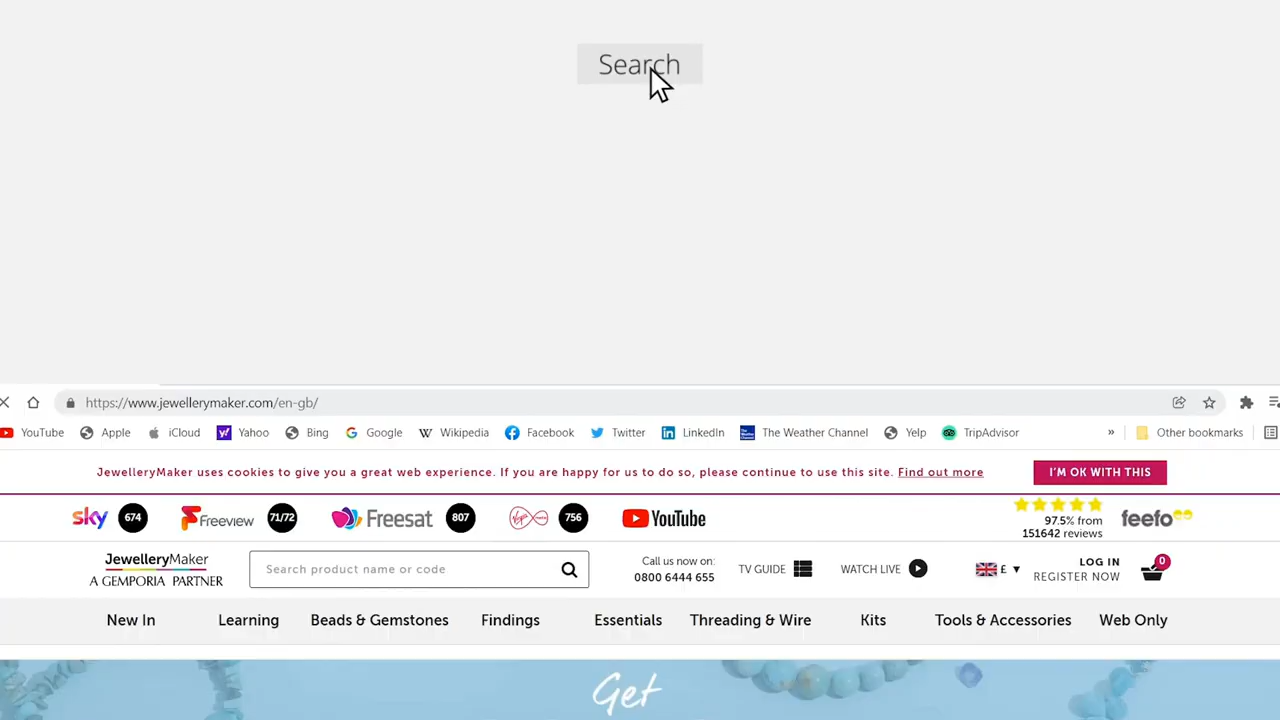 Search
https://www.jewellerymaker.com/en-gb/
YouTube Apple iCloud Yahoo Bing Google Wikipedia Facebook Twitter LinkedIn The Weather Channel Yelp TripAdvisor » Other bookmarks
JewelleryMaker uses cookies to give you a great web experience. If you are happy for us to do so, please continue to use this site. Find out more I'M OK WITH THIS
sky 674 Freeview 71/72 Freesat 807 Virgin media 756 YouTube
97.5% from
151642 reviews
feefo
JewelleryMaker
A GEMPORIA PARTNER
Search product name or code
Call us now on:
0800 6444 655
TV GUIDE WATCH LIVE £ ▼
LOG IN
REGISTER NOW
0
New In Learning Beads & Gemstones Findings Essentials Threading & Wire Kits Tools & Accessories Web Only
Get